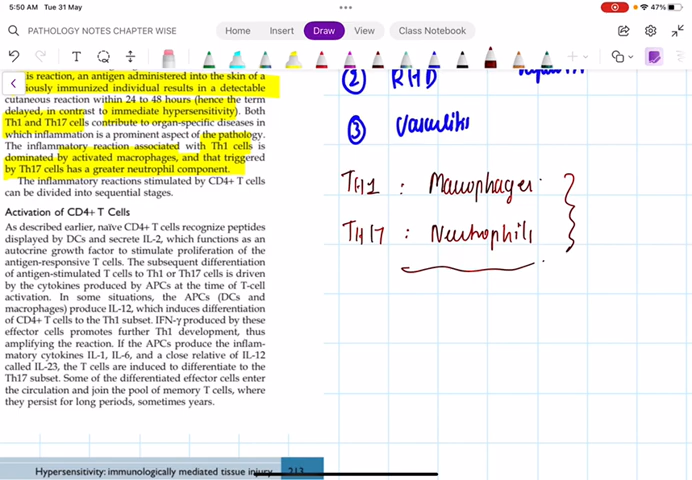 5:50 AM Tue 31 May
47%
PATHOLOGY NOTES CHAPTER WISE
Home Insert Draw View Class Notebook
is reaction, an antigen administered into the skin of a
iously immunized individual results in a detectable
cutaneous reaction within 24 to 48 hours (hence the term
delayed, in contrast to immediate hypersensitivity). Both
Th1 and Th17 cells contribute to organ-specific diseases in
which inflammation is a prominent aspect of the pathology.
The inflammatory reaction associated with Th1 cells is
dominated by activated macrophages, and that triggered
by Th17 cells has a greater neutrophil component.
The inflammatory reactions stimulated by CD4+ T cells
can be divided into sequential stages.
Activation of CD4+ T Cells
As described earlier, naïve CD4+ T cells recognize peptides
displayed by DCs and secrete IL-2, which functions as an
autocrine growth factor to stimulate proliferation of the
antigen-responsive T cells. The subsequent differentiation
of antigen-stimulated T cells to Th1 or Th17 cells is driven
by the cytokines produced by APCs at the time of T-cell
activation. In some situations, the APCs (DCs and
macrophages) produce IL-12, which induces differentiation
of CD4+ T cells to the Th1 subset. IFN-γ produced by these
effector cells promotes further Th1 development, thus
amplifying the reaction. If the APCs produce the inflam-
matory cytokines IL-1, IL-6, and a close relative of IL-12
called IL-23, the T cells are induced to differentiate to the
Th17 subset. Some of the differentiated effector cells enter
the circulation and join the pool of memory T cells, where
they persist for long periods, sometimes years.
Hypersensitivity: immunologically mediated tissue injury 213
② RHD
③ Vasculitis
TH1 : Macrophages
TH17 : Neutrophils